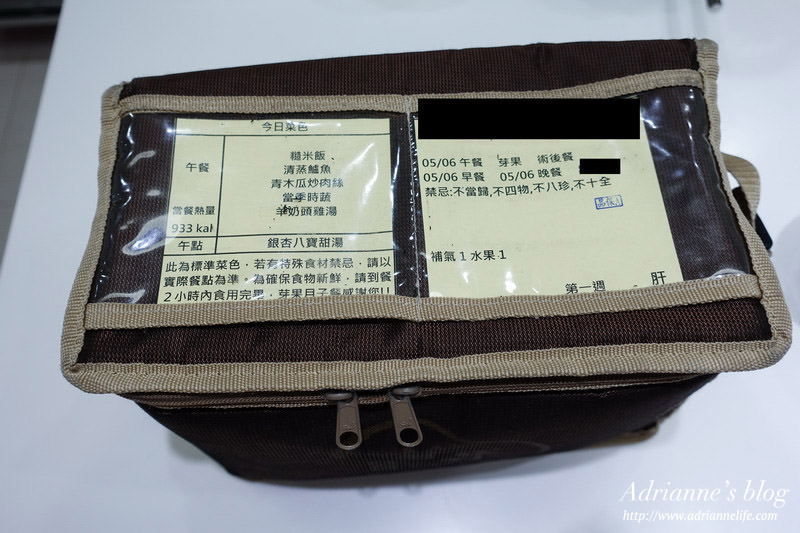 今日菜色
午餐
糙米飯
清蒸鱸魚
青木瓜炒肉絲
當季時蔬
羊奶頭雞湯
當餐熱量
933 kal
午點
銀杏八寶甜湯
此為標準菜色，若有特殊食材禁忌，請以
實際餐點為準。為確保食物新鮮，請於餐
2小時內食用完畢，芽果月子餐感謝您!!
05/06 午餐 芽果 術後餐
05/06 早餐 05/06 晚餐
禁忌:不當歸,不四物,不八珍,不十全
補氣 1 水果 1
第一週 肝
Adrianne's blog
http://www.adriannelife.com